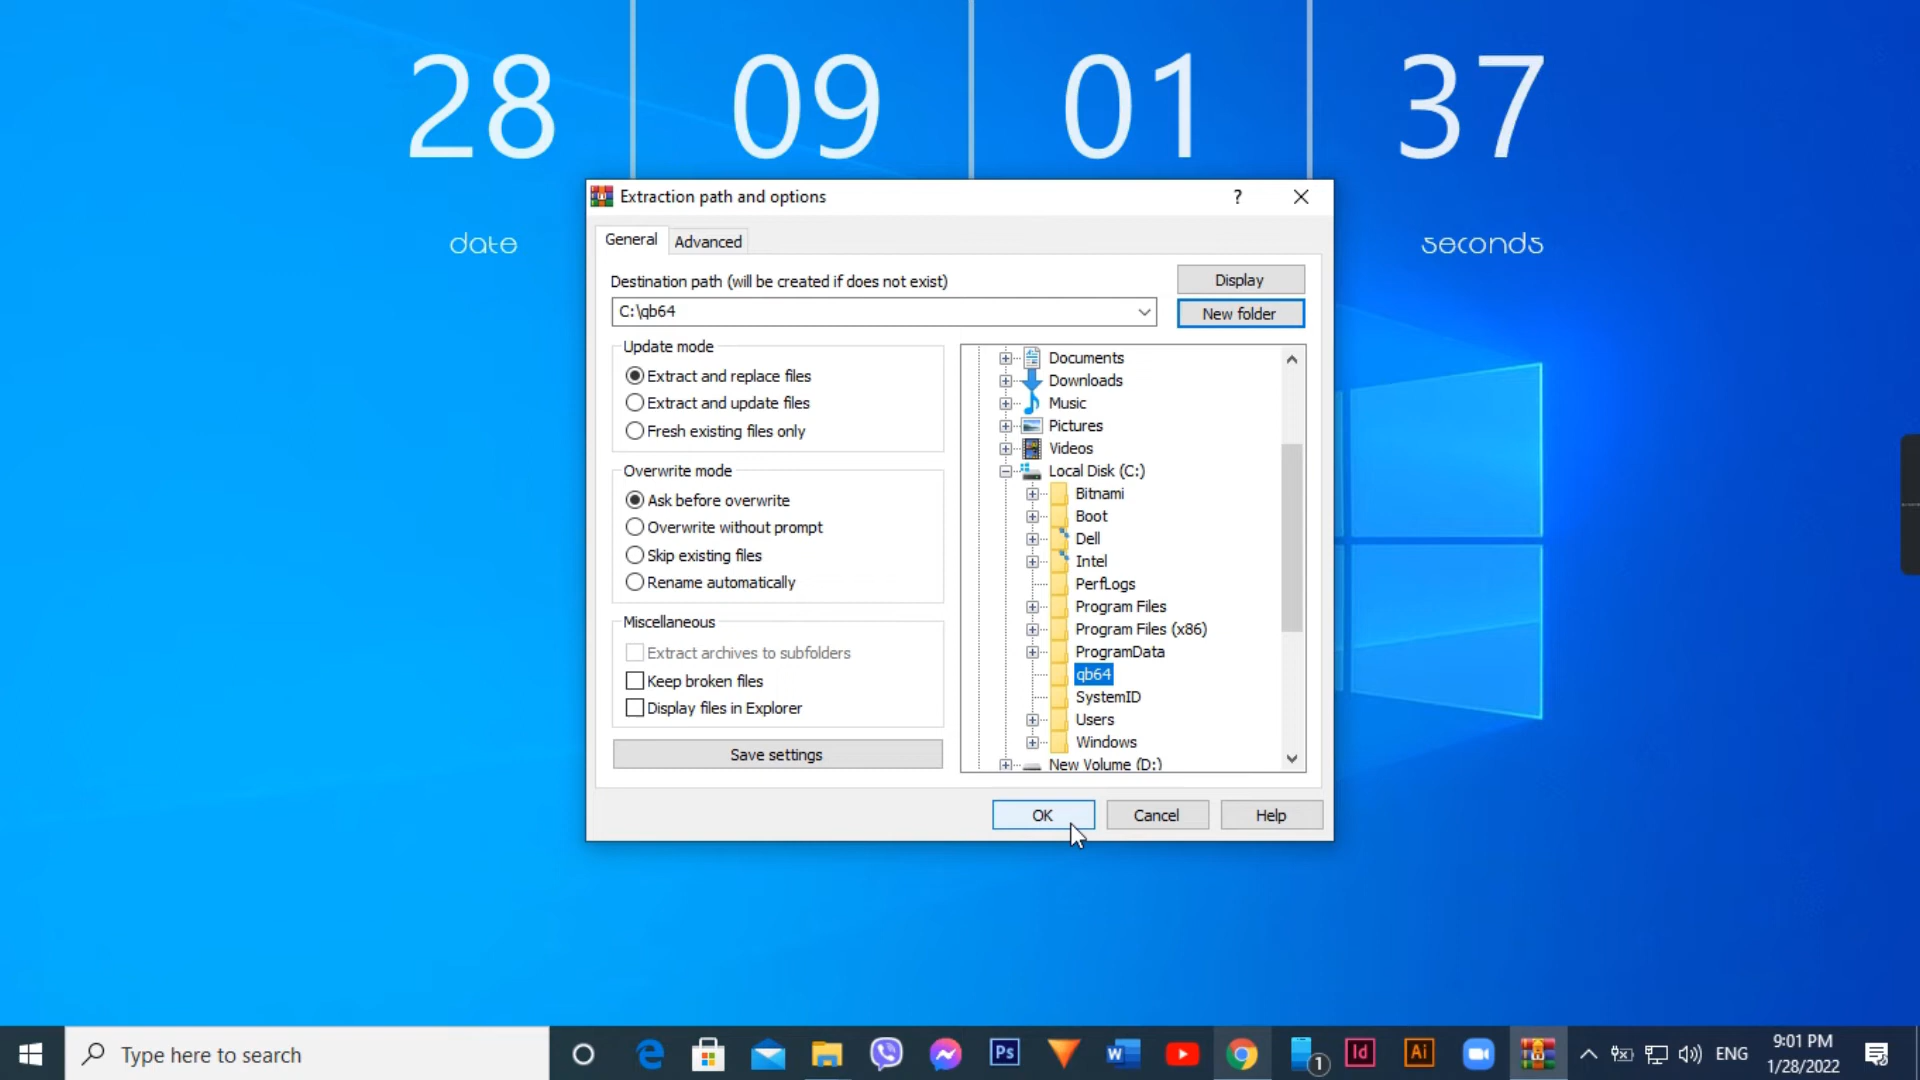 28 09 01 37
date seconds
Extraction path and options ?
General Advanced
Destination path (will be created if does not exist) Display
C:\qb64 New folder
Update mode
Extract and replace files
Extract and update files
Fresh existing files only
Overwrite mode
Ask before overwrite
Overwrite without prompt
Skip existing files
Rename automatically
Miscellaneous
Extract archives to subfolders
Keep broken files
Display files in Explorer
Save settings
Documents
Downloads
Music
Pictures
Videos
Local Disk (C:)
Bitnami
Boot
Dell
Intel
PerfLogs
Program Files
Program Files (x86)
ProgramData
qb64
SystemID
Users
Windows
New Volume (D:)
OK Cancel Help
Type here to search Ps W 1 Id Ai ENG 9:01 PM
1/28/2022